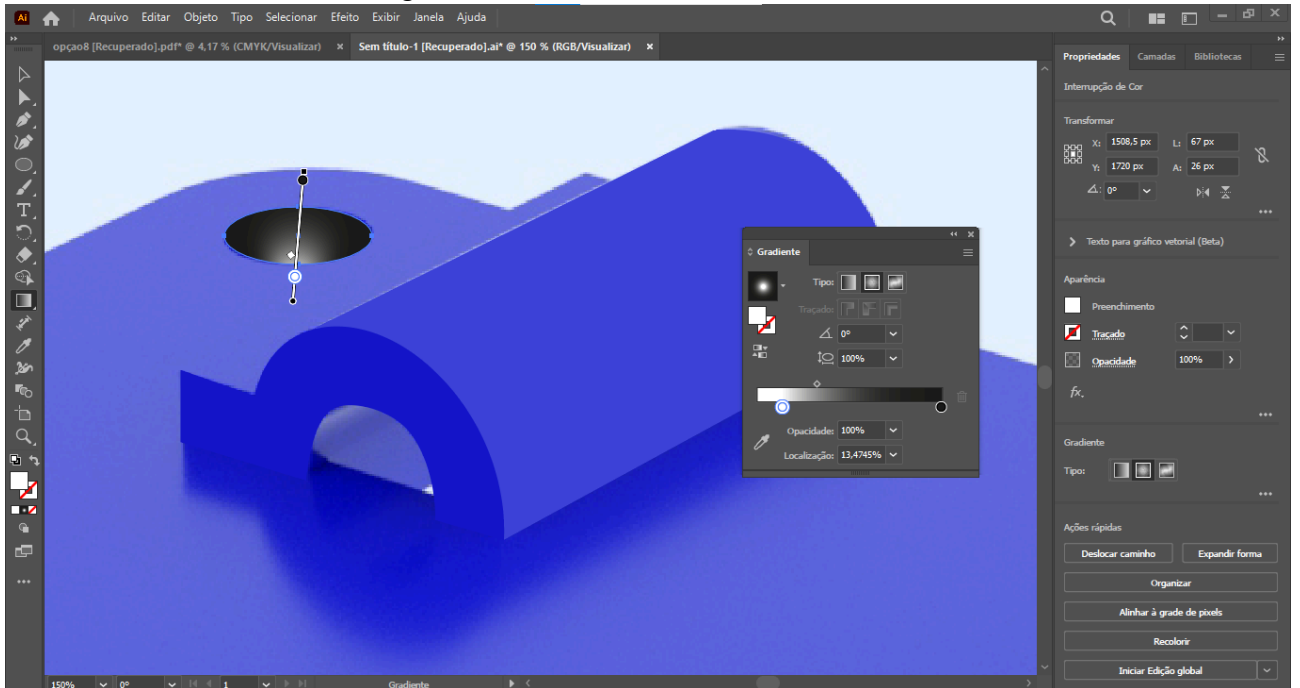 Ai Arquivo Editar Objeto Tipo Selecionar Efeito Exibir Janela Ajuda
opçao8 [Recuperado].pdf* @ 4,17 % (CMYK/Visualizar) × Sem título-1 [Recuperado].ai* @ 150 % (RGB/Visualizar) ×
Propriedades Camadas Bibliotecas
Interrupção de Cor
Transformar
X: 1508,5 px L: 67 px
Y: 1720 px A: 26 px
0°
Texto para gráfico vetorial (Beta)
Aparência
Preenchimento
Traçado
Opacidade 100%
fx.
Gradiente
Tipo:
Ações rápidas
Deslocar caminho Expandir forma
Organizar
Alinhar à grade de pixels
Recolorir
Iniciar Edição global
Gradiente
Tipo:
Traçado:
0°
100%
Opacidade: 100%
Localização: 13,4745%
150% 0° 1 Gradiente